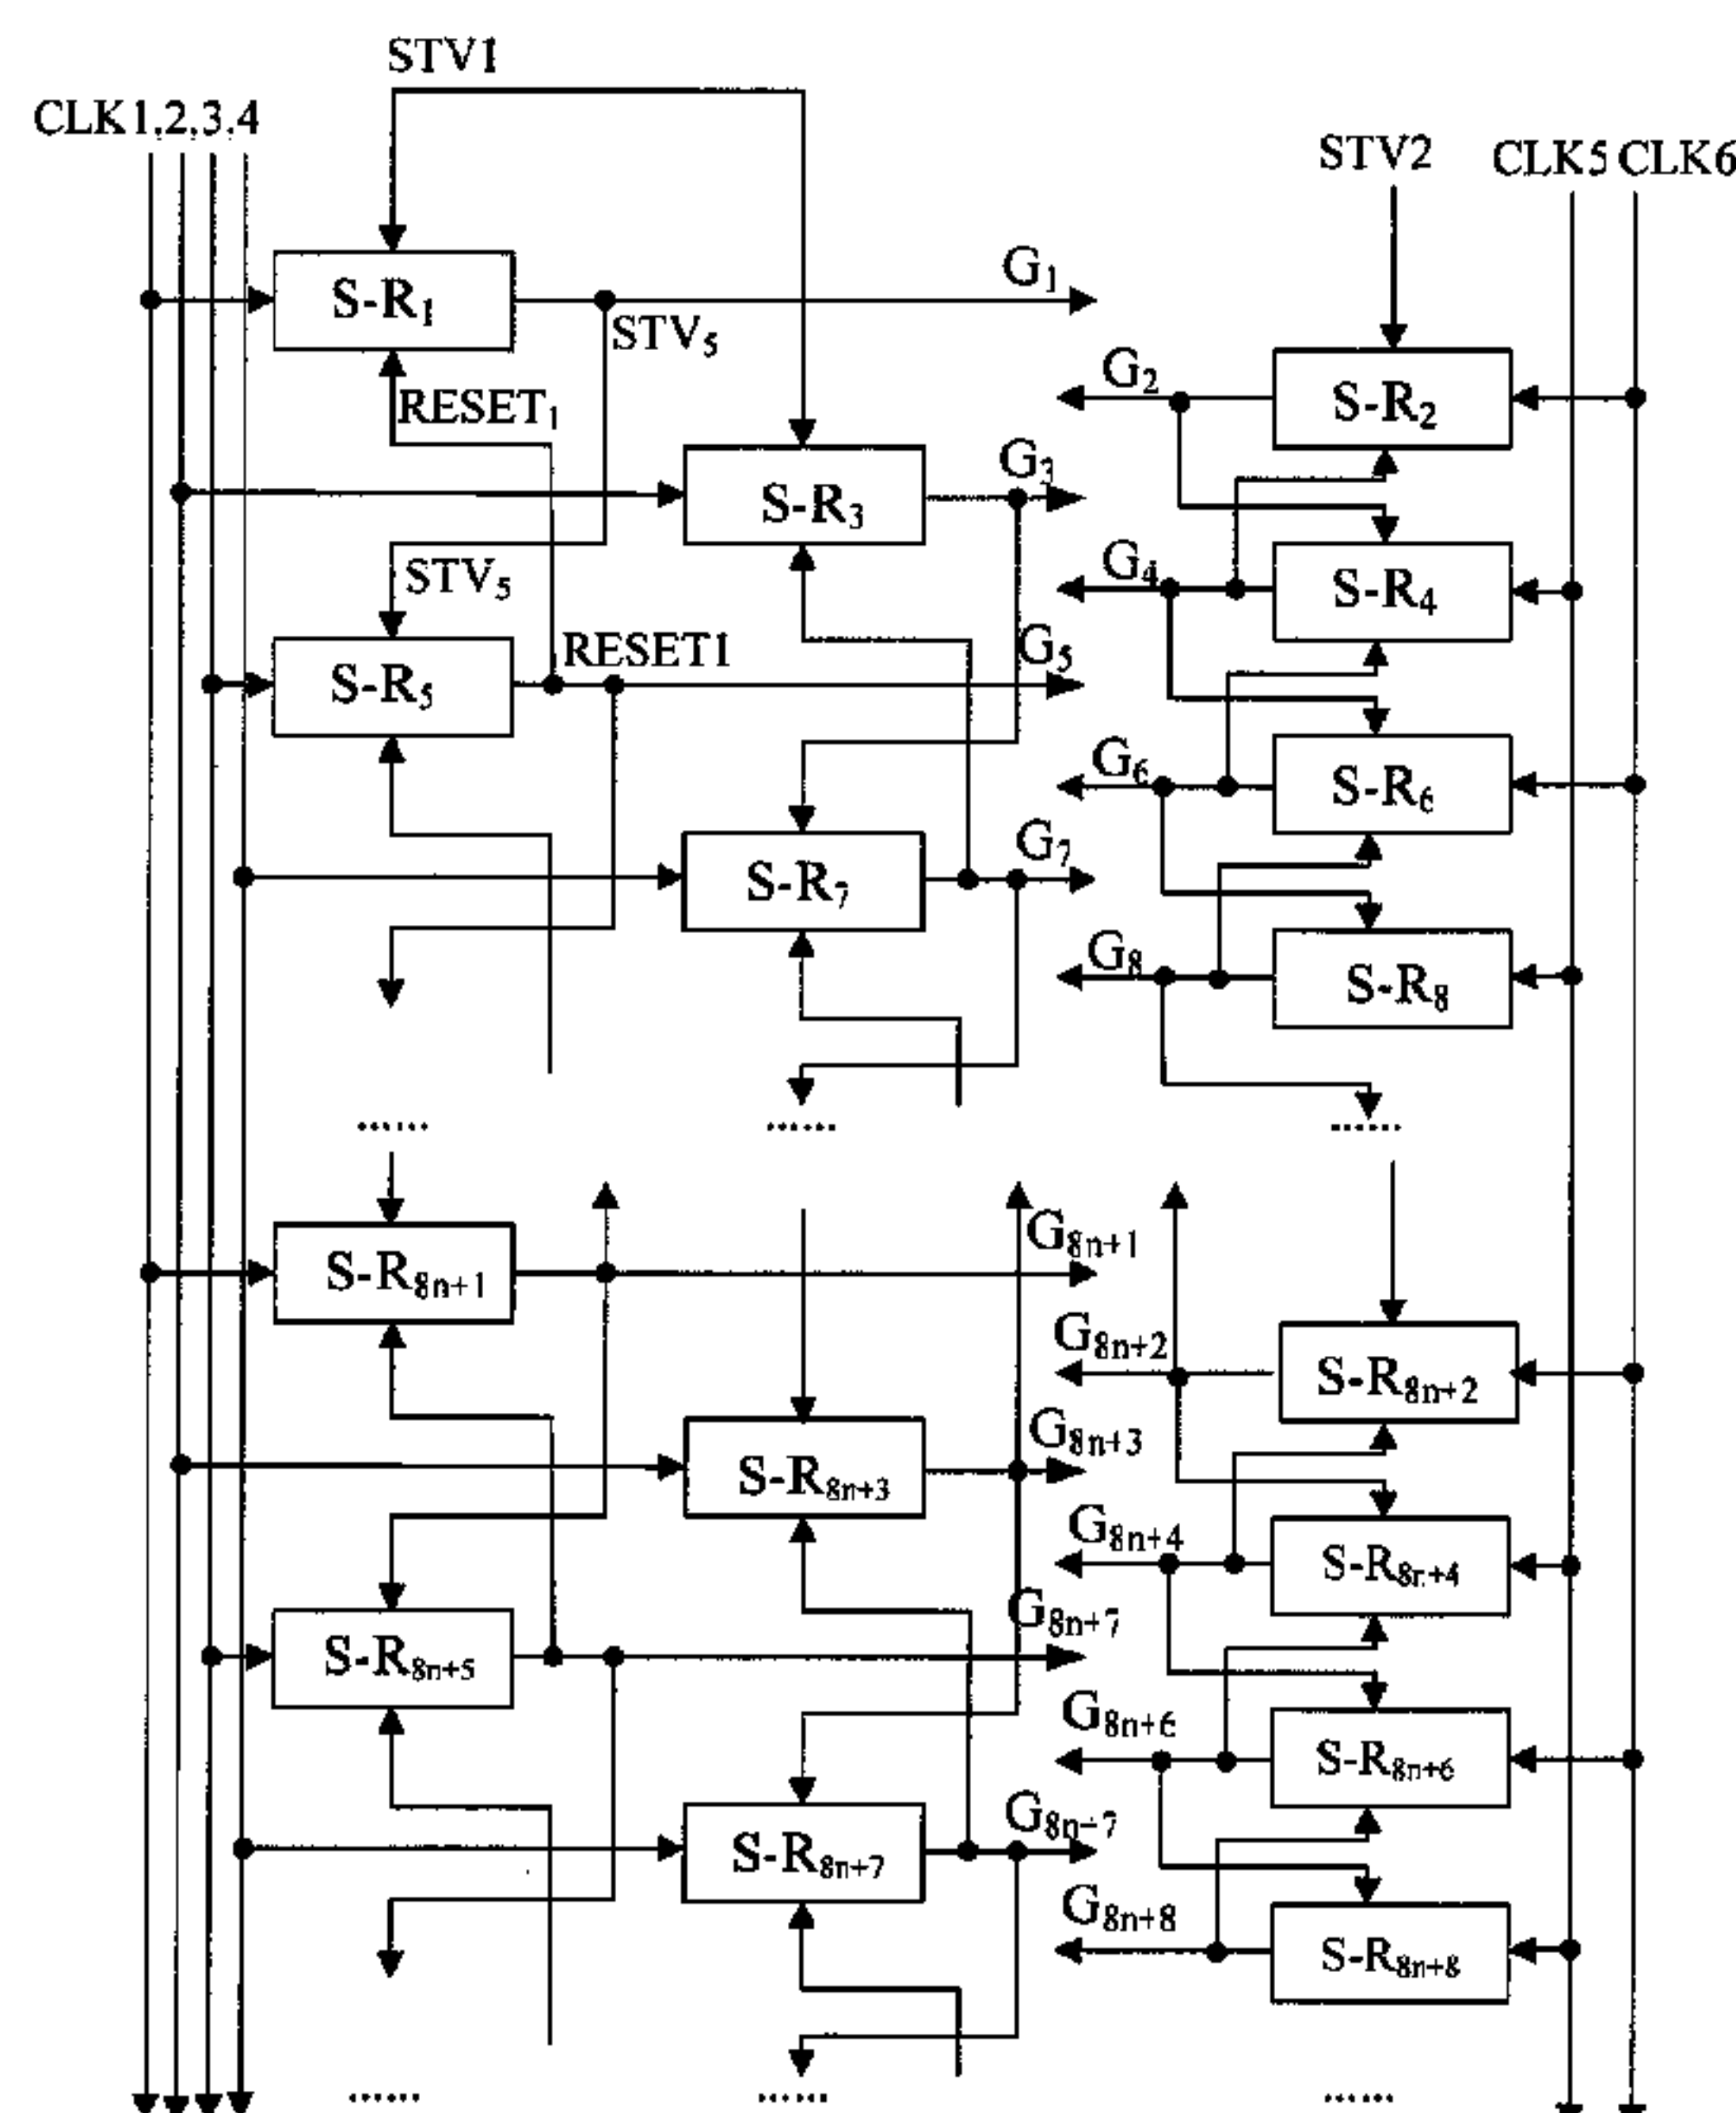 STV1
CLK1,2,3,4
STV2
CLK5 CLK6
S-R1
G1
STV5
G2
S-R2
RESET1
G3
S-R3
G4
S-R4
STV5
RESET1
G5
S-R5
G6
S-R6
G7
S-R7
G8
S-R8
......
......
......
G8n+1
S-R8n+1
G8n+2
S-R8n+2
G8n+3
S-R8n+3
G8n+4
S-R8n+4
G8n+7
S-R8n+5
G8n+6
S-R8n+6
G8n+7
S-R8n+7
G8n+8
S-R8n+8
......
......
......